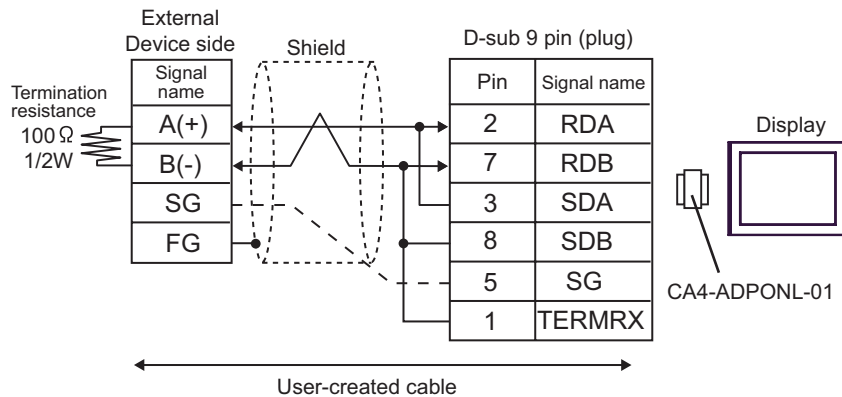 External
Device side
Shield
D-sub 9 pin (plug)
Termination
resistance
100 Ω
1/2W
Signal
name
A(+)
B(-)
SG
FG
Pin
Signal name
2
RDA
7
RDB
3
SDA
8
SDB
5
SG
1
TERMRX
Display
CA4-ADPONL-01
User-created cable